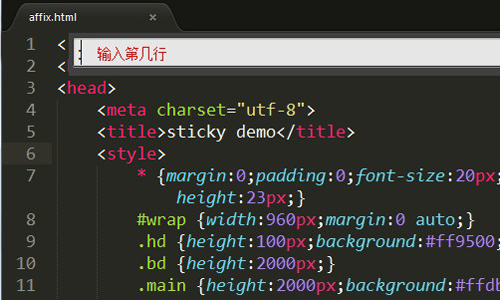 affix.html ×
1 <
: 输入第几行
2 <
3 <head>
4 <meta charset="utf-8">
5 <title>sticky demo</title>
6 <style>
7 * {margin:0;padding:0;font-size:20px;
height:23px;}
8 #wrap {width:960px;margin:0 auto;}
9 .hd {height:100px;background:#ff9500;
10 .bd {height:2000px;}
11 .main {height:2000px;background:#ffdb